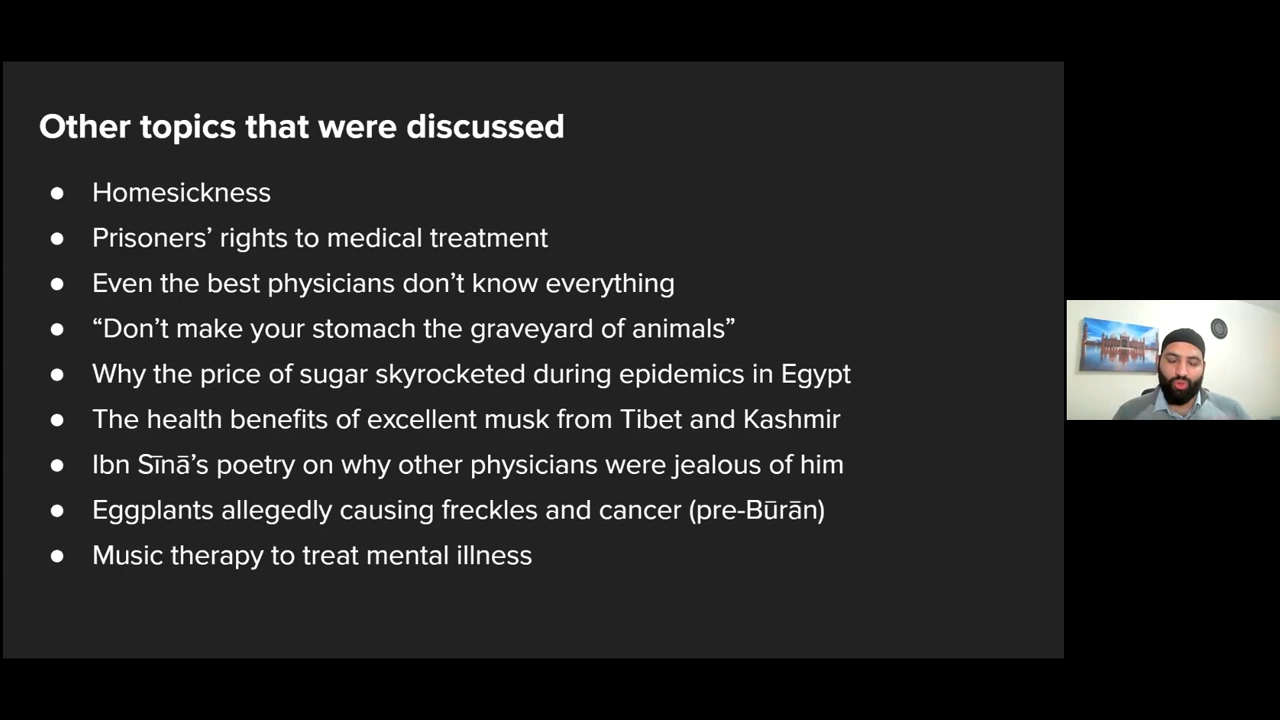 Other topics that were discussed
● Homesickness
● Prisoners’ rights to medical treatment
● Even the best physicians don’t know everything
● “Don’t make your stomach the graveyard of animals”
● Why the price of sugar skyrocketed during epidemics in Egypt
● The health benefits of excellent musk from Tibet and Kashmir
● Ibn Sīnā’s poetry on why other physicians were jealous of him
● Eggplants allegedly causing freckles and cancer (pre-Būrān)
● Music therapy to treat mental illness